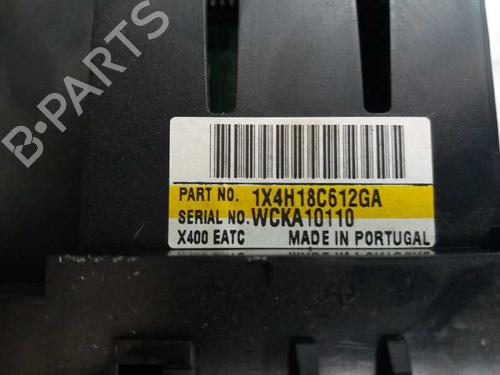 B-PARTS
PART NO. 1X4H18C612GA
SERIAL NO. WCKA10110
X400 EATC MADE IN PORTUGAL